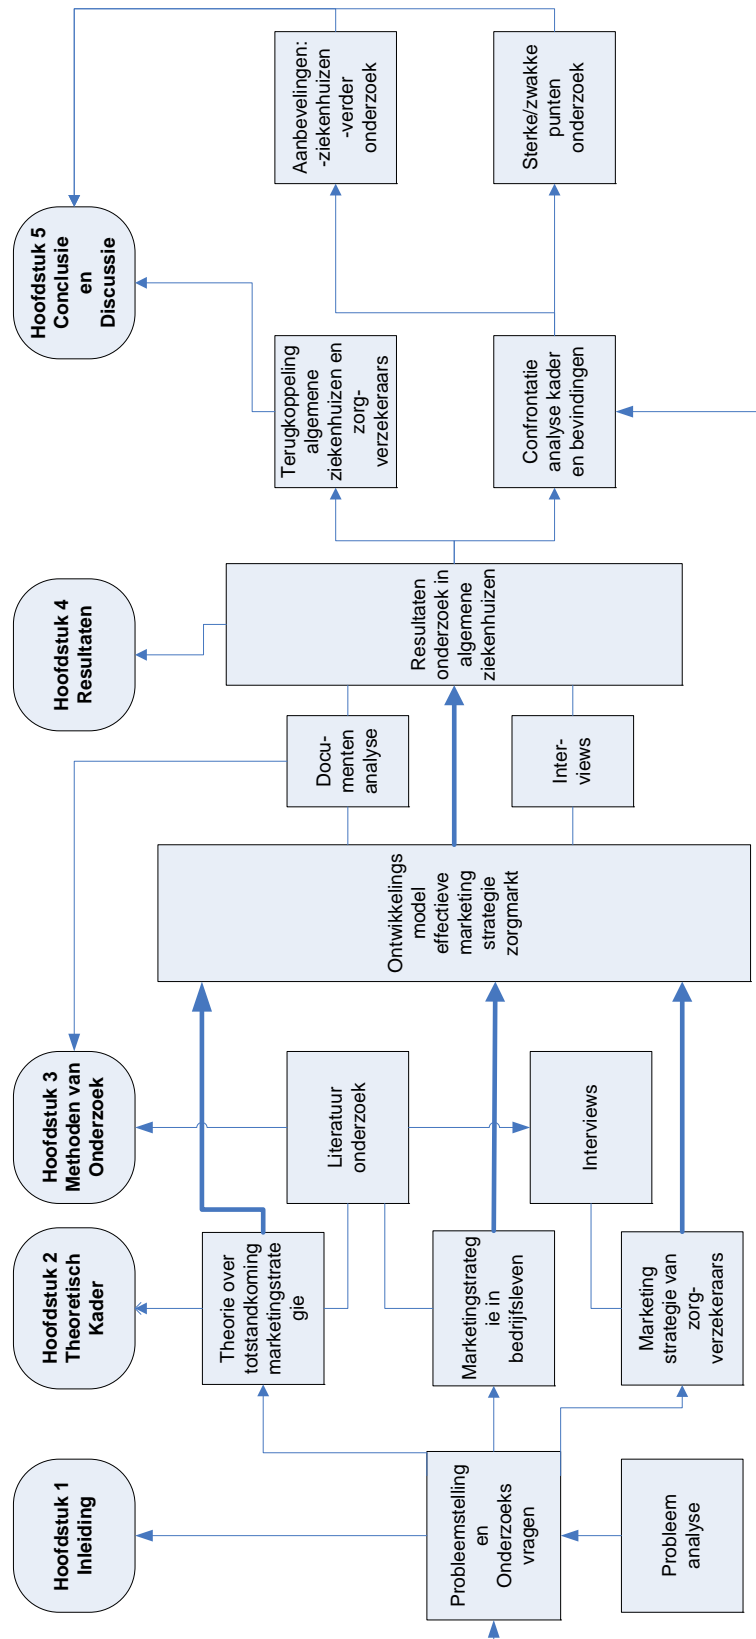 Hoofdstuk 1
Inleiding
Hoofdstuk 2
Theoretisch
Kader
Hoofdstuk 3
Methoden van
Onderzoek
Hoofdstuk 4
Resultaten
Hoofdstuk 5
Conclusie
en
Discussie
Probleemstelling
en
Onderzoeks
vragen
Probleem
analyse
Theorie over
totstandkoming
marketingstrate
gie
Marketingstrateg
ie in
bedrijfsleven
Marketing
strategie van
zorg-
verzekeraars
Literatuur
onderzoek
Interviews
Ontwikkelings
model
effectieve
marketing
strategie
zorgmarkt
Docu-
menten
analyse
Inter-
views
Resultaten
onderzoek in
algemene
ziekenhuizen
Terugkoppeling
algemene
ziekenhuizen en
zorg-
verzekeraars
Confrontatie
analyse kader
en bevindingen
Aanbevelingen:
-ziekenhuizen
-verder
onderzoek
Sterke/zwakke
punten
onderzoek